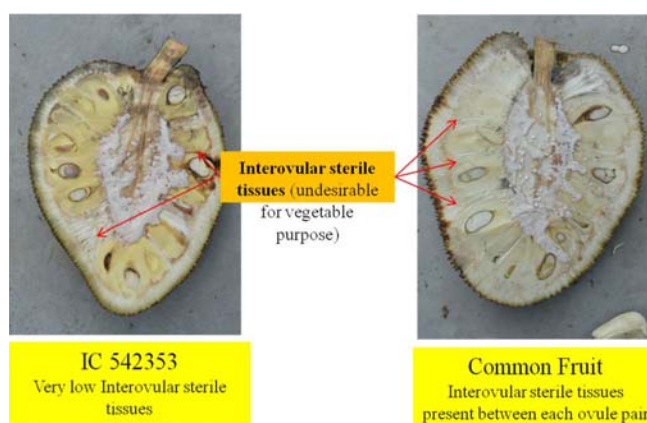 Interovular sterile
tissues (undesirable
for vegetable
purpose)
IC 542353
Very low Interovular sterile
tissues
Common Fruit
Interovular sterile tissues
present between each ovule pair